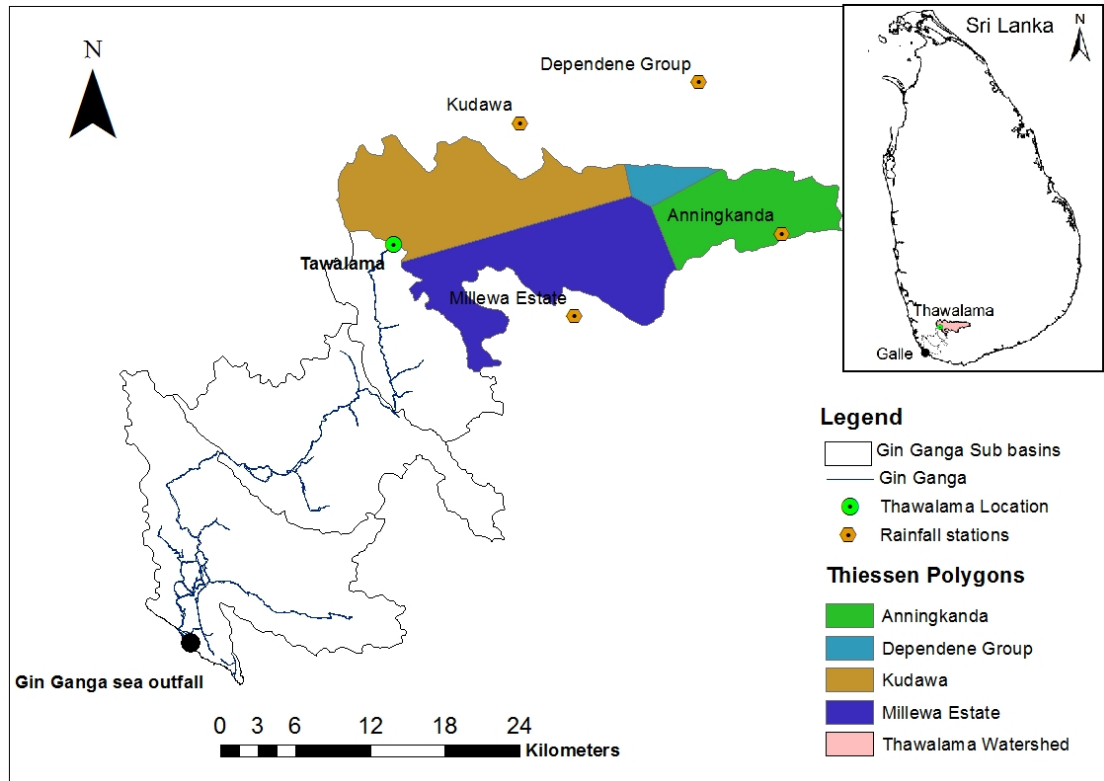 N
Sri Lanka
N
Dependene Group
Kudawa
Anningkanda
Tawalama
Millewa Estate
Thawalama
Galle
Gin Ganga sea outfall
0 3 6 12 18 24
Kilometers
Legend
Gin Ganga Sub basins
Gin Ganga
Thawalama Location
Rainfall stations
Thiessen Polygons
Anningkanda
Dependene Group
Kudawa
Millewa Estate
Thawalama Watershed